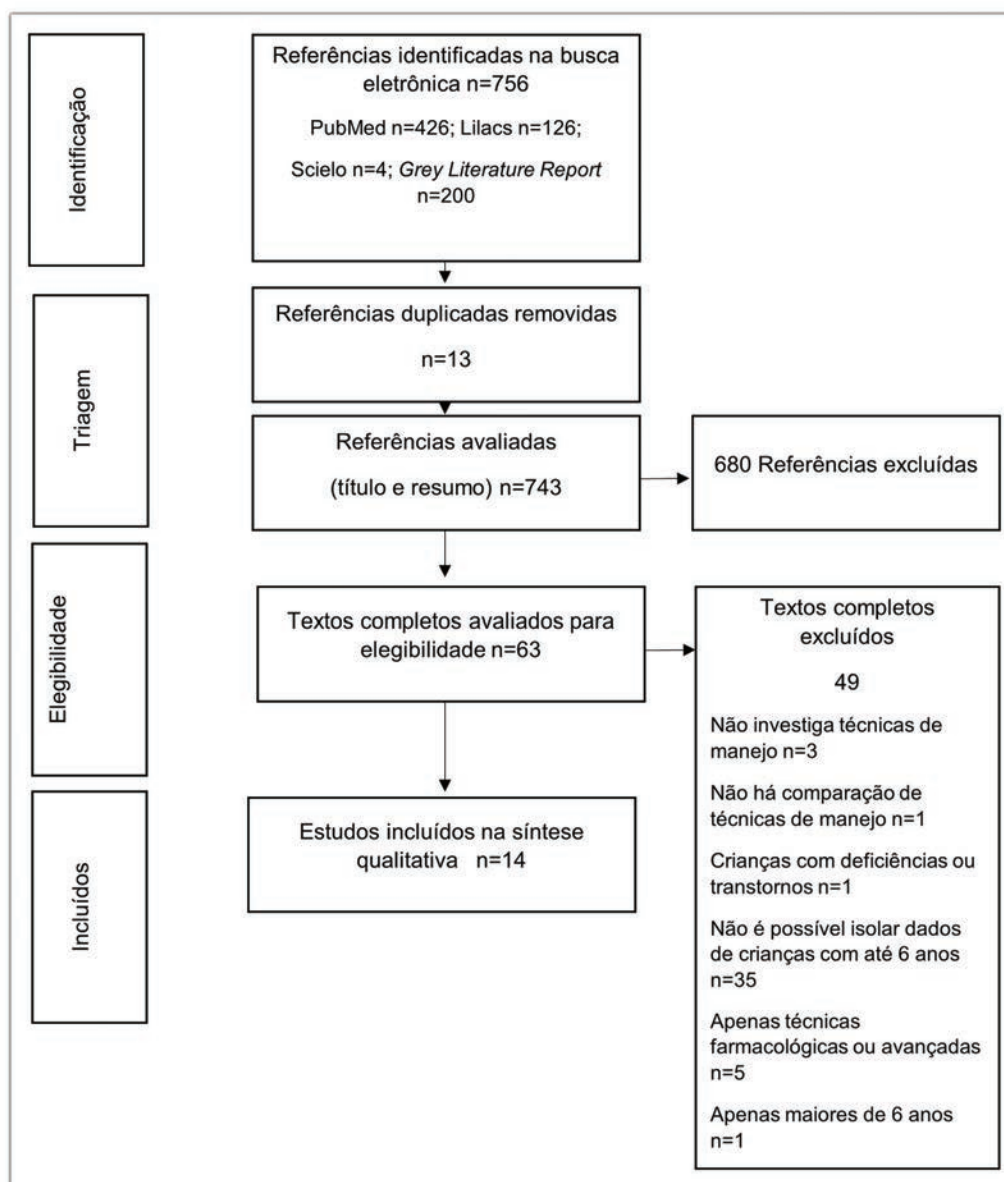 Identificação
Referências identificadas na busca
eletrônica n=756
PubMed n=426; Lilacs n=126;
Scielo n=4; Grey Literature Report
n=200
Triagem
Referências duplicadas removidas
n=13
Referências avaliadas
(título e resumo) n=743
680 Referências excluídas
Elegibilidade
Textos completos avaliados para
elegibilidade n=63
Textos completos
excluídos
49
Não investiga técnicas de
manejo n=3
Não há comparação de
técnicas de manejo n=1
Crianças com deficiências ou
transtornos n=1
Não é possível isolar dados
de crianças com até 6 anos
n=35
Apenas técnicas
farmacológicas ou avançadas
n=5
Apenas maiores de 6 anos
n=1
Incluídos
Estudos incluídos na síntese
qualitativa n=14